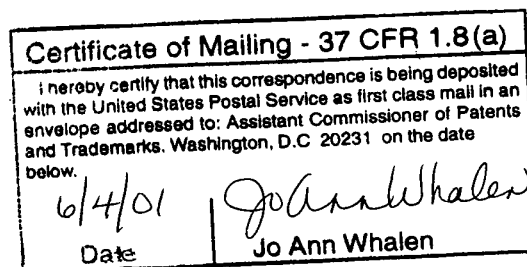 Certificate of Mailing - 37 CFR 1.8(a)
I hereby certify that this correspondence is being deposited
with the United States Postal Service as first class mail in an
envelope addressed to: Assistant Commissioner of Patents
and Trademarks, Washington, D.C 20231 on the date
below.
6/4/01 Jo Ann Whalen
Date Jo Ann Whalen